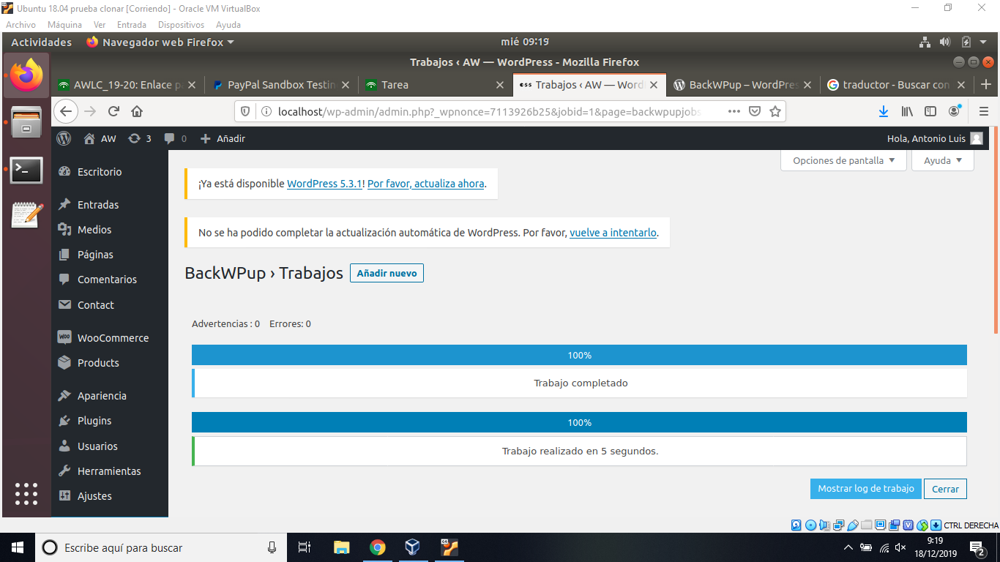 Ubuntu 18.04 prueba clonar [Corriendo] - Oracle VM VirtualBox
Archivo Máquina Ver Entrada Dispositivos Ayuda
Actividades Navegador web Firefox mié 09:19
Trabajos ‹ AW — WordPress - Mozilla Firefox
AWLC_19-20: Enlace pa PayPal Sandbox Testin Tarea css Trabajos ‹ AW — Word BackWPup – WordPres traductor - Buscar con
localhost/wp-admin/admin.php?_wpnonce=7113926b25&jobid=1&page=backwpupjobs
AW 3 0 Añadir Hola, Antonio Luis
Opciones de pantalla Ayuda
Escritorio
Entradas
Medios
Páginas
Comentarios
Contact
WOO WooCommerce
Products
Apariencia
Plugins
Usuarios
Herramientas
Ajustes
¡Ya está disponible WordPress 5.3.1! Por favor, actualiza ahora.
No se ha podido completar la actualización automática de WordPress. Por favor, vuelve a intentarlo.
BackWPup › Trabajos Añadir nuevo
Advertencias : 0 Errores: 0
100%
Trabajo completado
100%
Trabajo realizado en 5 segundos.
Mostrar log de trabajo Cerrar
CTRL DERECHA
Escribe aquí para buscar
9:19
18/12/2019
2